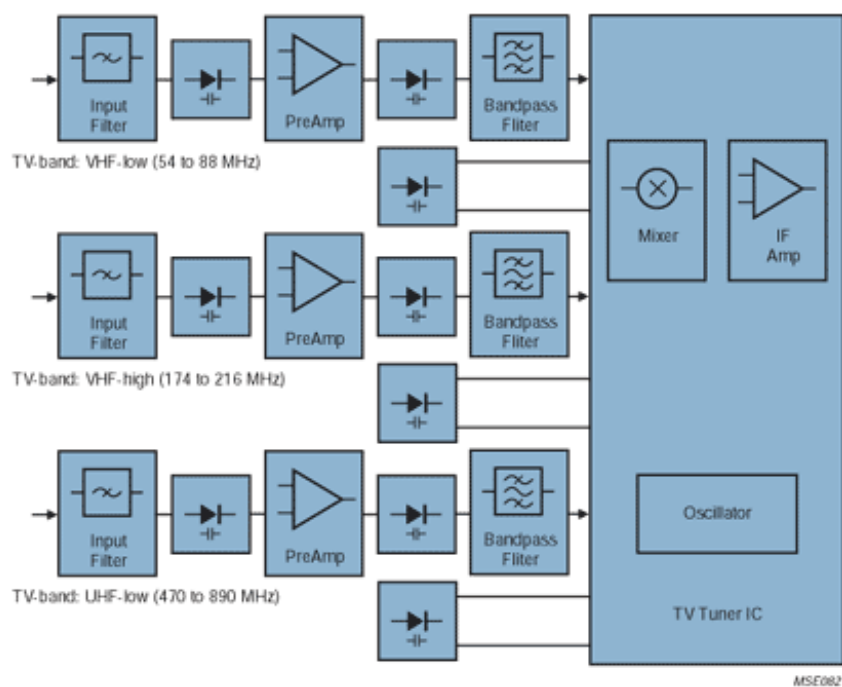 Input
Filter
PreAmp
Bandpass
Fliter
TV-band: VHF-low (54 to 88 MHz)
Mixer
IF
Amp
Input
Filter
PreAmp
Bandpass
Fliter
TV-band: VHF-high (174 to 216 MHz)
Input
Filter
PreAmp
Bandpass
Fliter
Oscillator
TV-band: UHF-low (470 to 890 MHz)
TV Tuner IC
MSE082